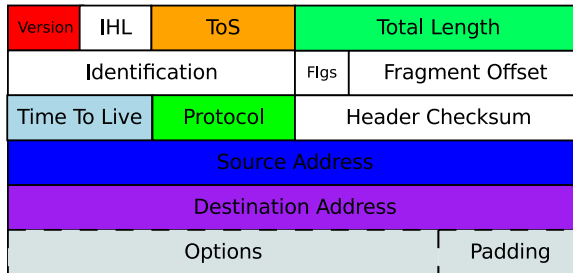 Version IHL ToS Total Length
Identification Flgs Fragment Offset
Time To Live Protocol Header Checksum
Source Address
Destination Address
Options Padding